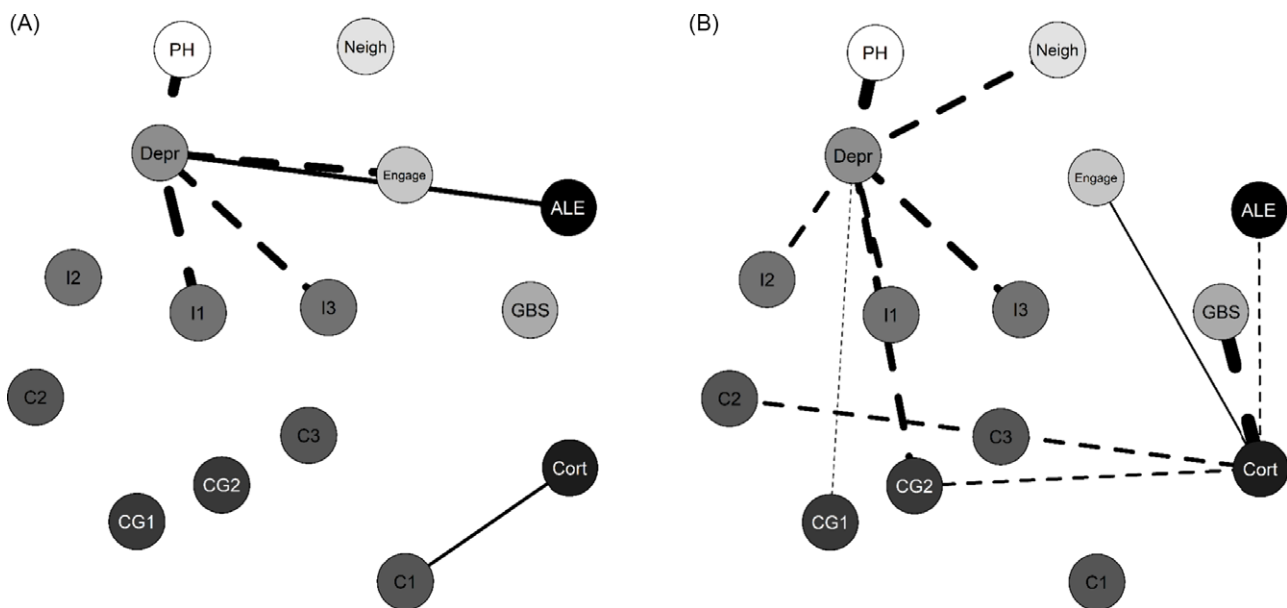 (A)
PH
Neigh
Depr
Engage
ALE
I2
I1
I3
GBS
C2
C3
Cort
CG2
CG1
C1
(B)
PH
Neigh
Depr
Engage
ALE
I2
I1
I3
GBS
C2
C3
Cort
CG2
CG1
C1